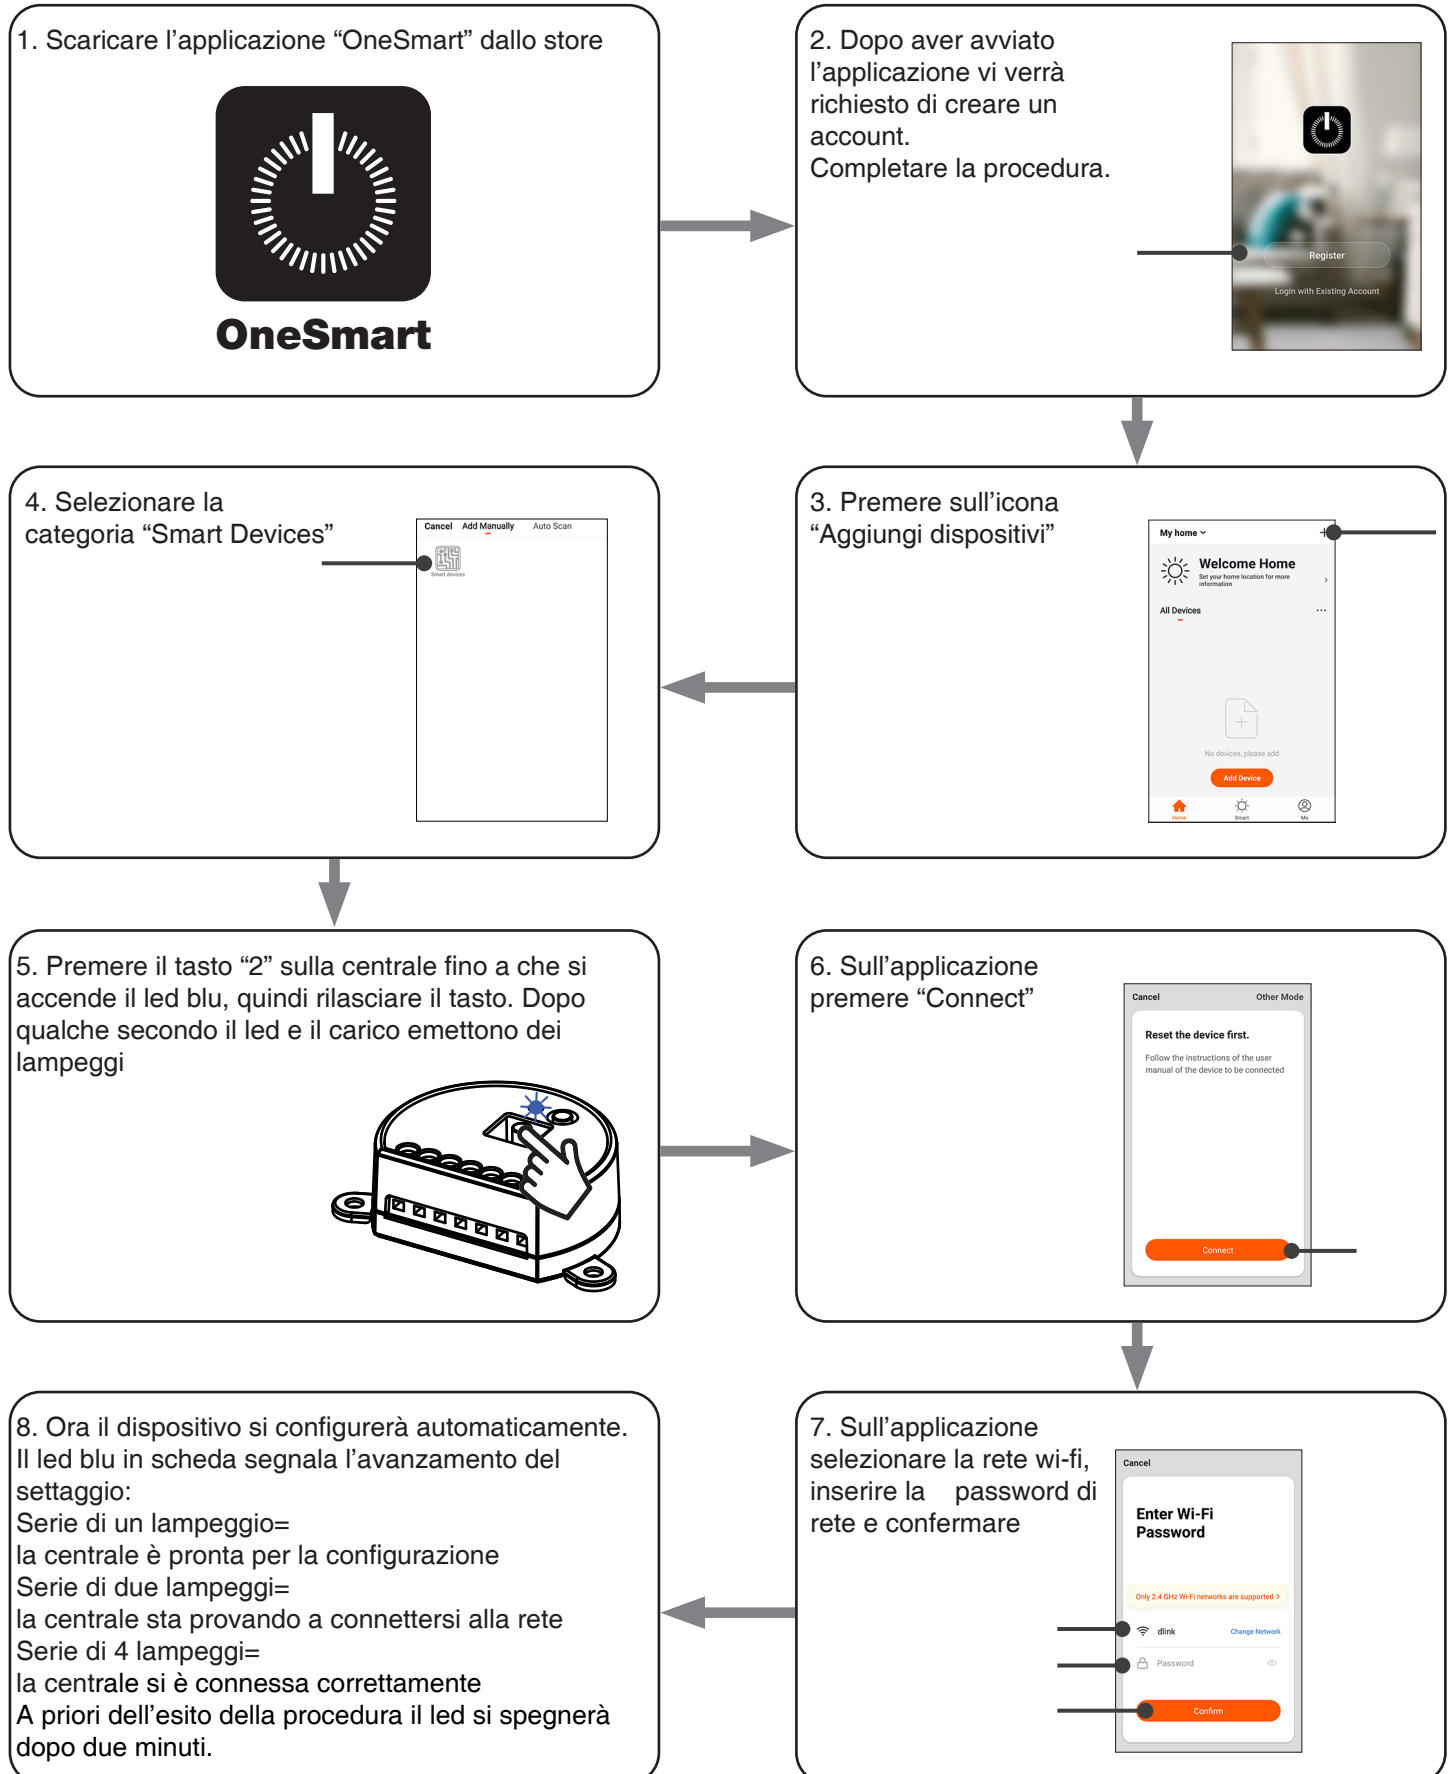 1. Scaricare l’applicazione “OneSmart” dallo store
OneSmart
2. Dopo aver avviato
l’applicazione vi verrà
richiesto di creare un
account.
Completare la procedura.
Register
Login with Existing Account
3. Premere sull’icona
“Aggiungi dispositivi”
My home
Welcome Home
Set your home location for more
information
All Devices
No devices, please add
Add Device
Home Smart Me
4. Selezionare la
categoria “Smart Devices”
Cancel Add Manually Auto Scan
Smart devices
5. Premere il tasto “2” sulla centrale fino a che si
accende il led blu, quindi rilasciare il tasto. Dopo
qualche secondo il led e il carico emettono dei
lampeggi
6. Sull’applicazione
premere “Connect”
Cancel Other Mode
Reset the device first.
Follow the instructions of the user
manual of the device to be connected
Connect
7. Sull’applicazione
selezionare la rete wi-fi,
inserire la password di
rete e confermare
Cancel
Enter Wi-Fi
Password
Only 2.4 GHz Wi-Fi networks are supported >
dlink Change Network
Password
Confirm
8. Ora il dispositivo si configurerà automaticamente.
Il led blu in scheda segnala l’avanzamento del
settaggio:
Serie di un lampeggio=
la centrale è pronta per la configurazione
Serie di due lampeggi=
la centrale sta provando a connettersi alla rete
Serie di 4 lampeggi=
la centrale si è connessa correttamente
A priori dell’esito della procedura il led si spegnerà
dopo due minuti.